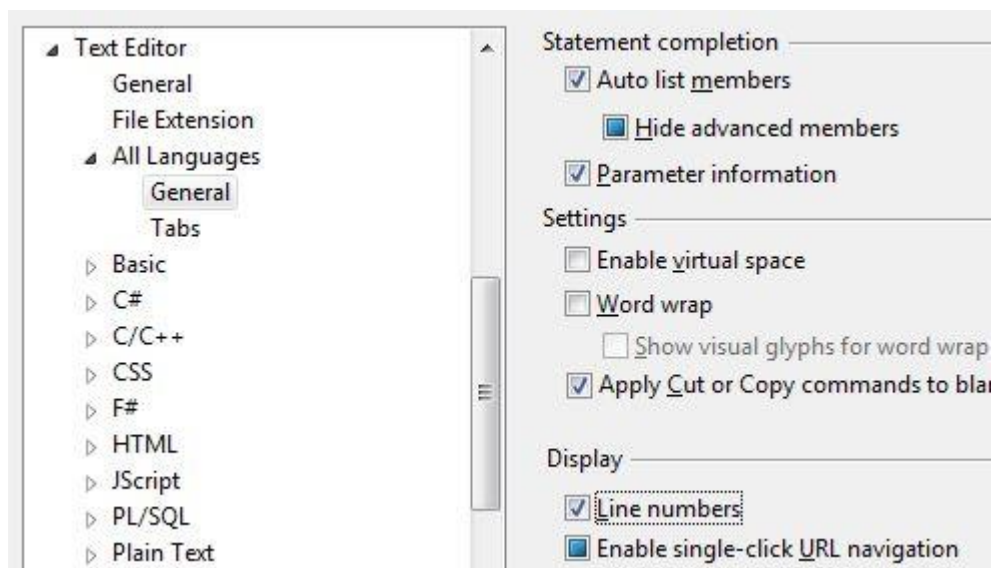 Text Editor
General
File Extension
All Languages
General
Tabs
Basic
C#
C/C++
CSS
F#
HTML
JScript
PL/SQL
Plain Text
Statement completion
Auto list members
Hide advanced members
Parameter information
Settings
Enable virtual space
Word wrap
Show visual glyphs for word wrap
Apply Cut or Copy commands to
Display
Line numbers
Enable single-click URL navigation